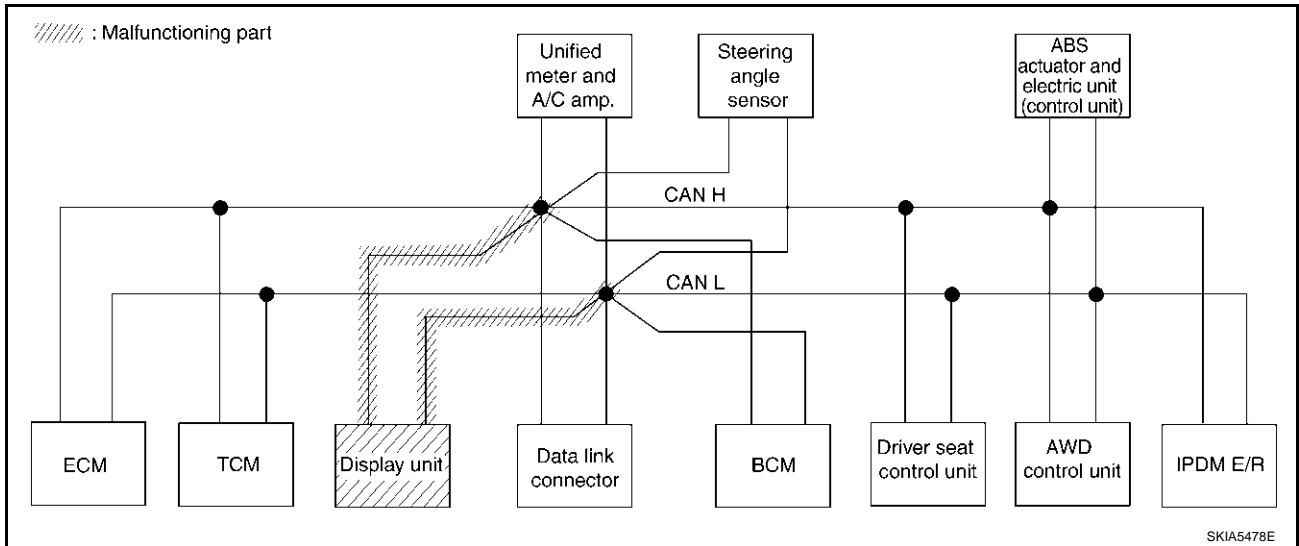 : Malfunctioning part
Unified
meter and
A/C amp.
Steering
angle
sensor
ABS
actuator and
electric unit
(control unit)
CAN H
CAN L
ECM
TCM
Display unit
Data link
connector
BCM
Driver seat
control unit
AWD
control unit
IPDM E/R
SKIA5478E